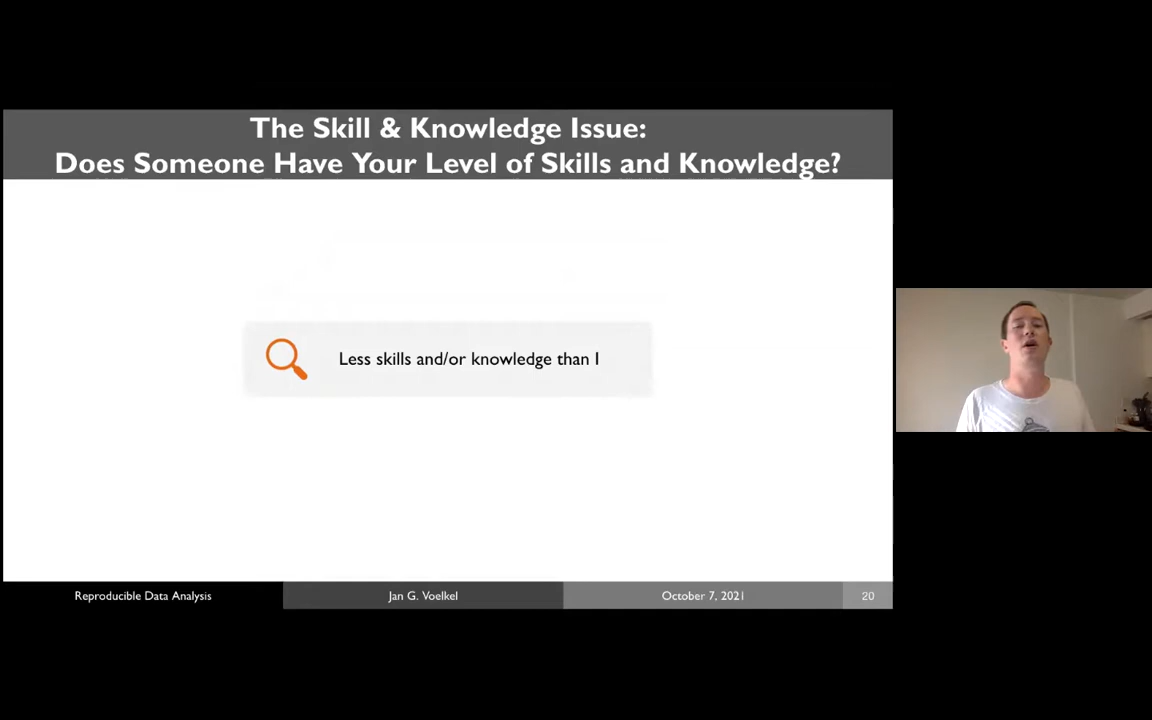 The Skill & Knowledge Issue:
Does Someone Have Your Level of Skills and Knowledge?
Less skills and/or knowledge than I
Reproducible Data Analysis
Jan G. Voelkel
October 7, 2021
20